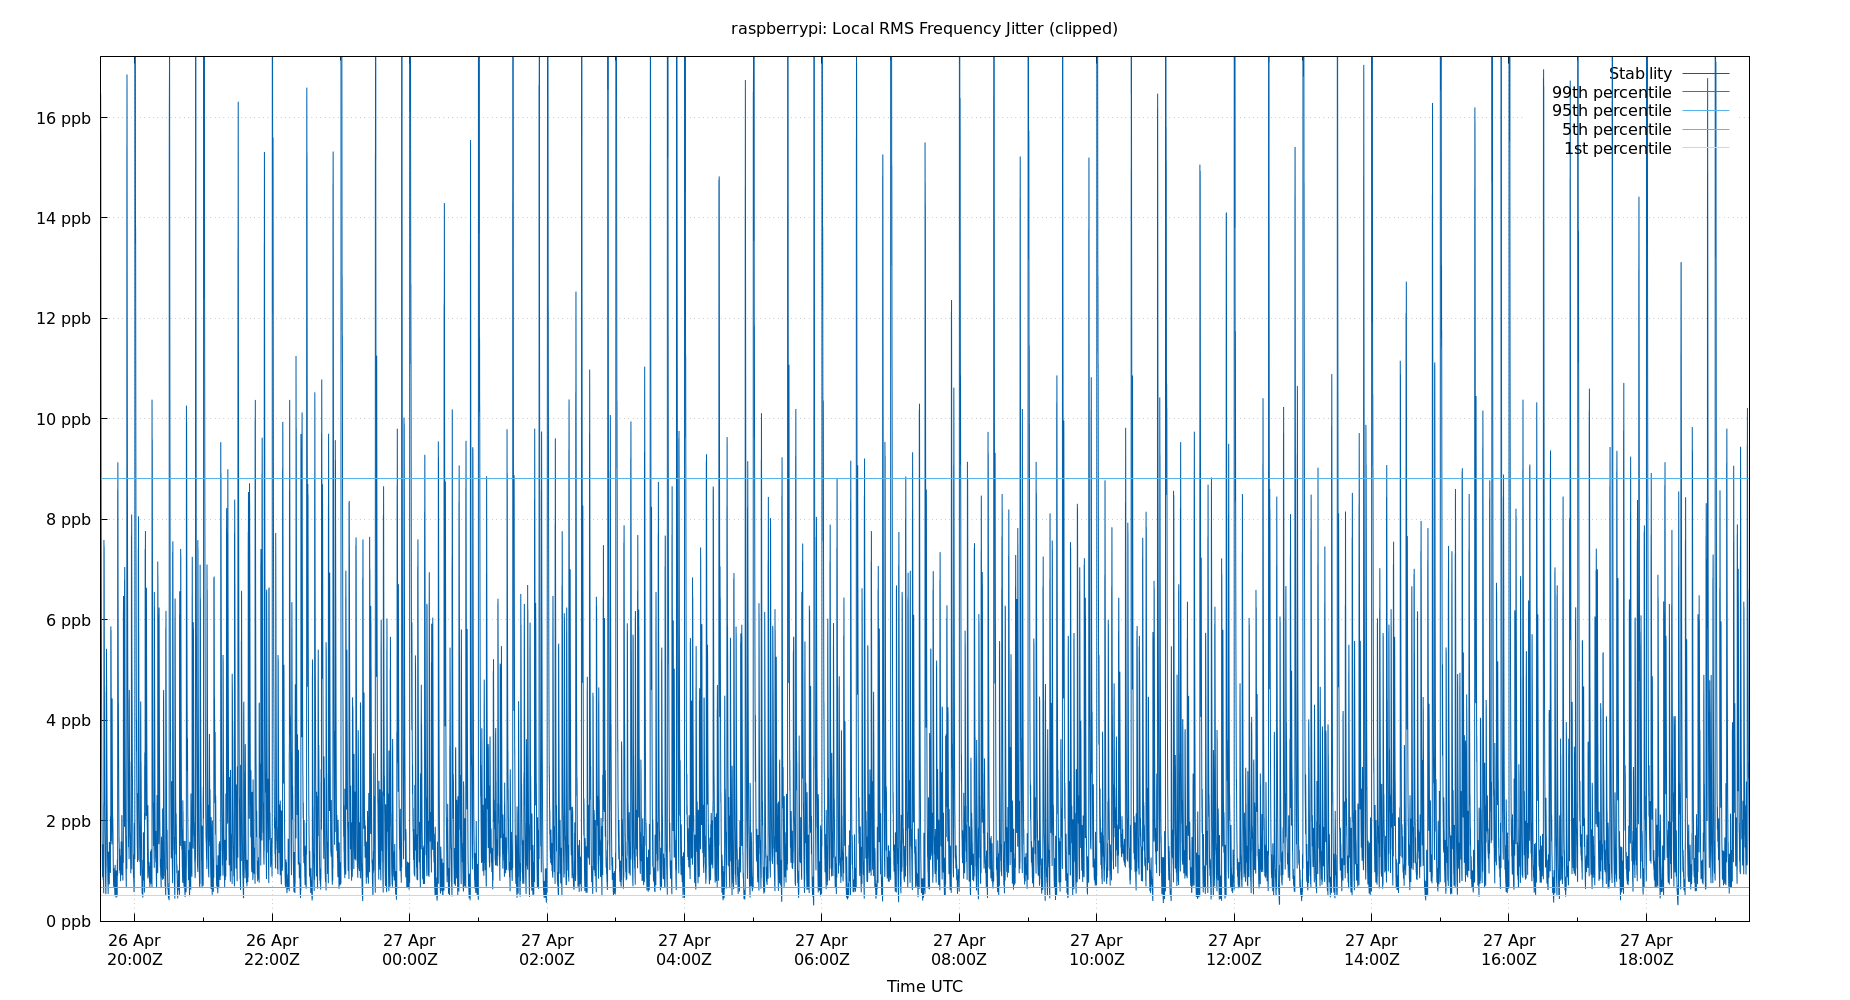 raspberrypi: Local RMS Frequency Jitter (clipped)
Stability
99th percentile
95th percentile
5th percentile
1st percentile
16 ppb
14 ppb
12 ppb
10 ppb
8 ppb
6 ppb
4 ppb
2 ppb
0 ppb
26 Apr 26 Apr 27 Apr 27 Apr 27 Apr 27 Apr 27 Apr 27 Apr 27 Apr 27 Apr 27 Apr 27 Apr
20:00Z 22:00Z 00:00Z 02:00Z 04:00Z 06:00Z 08:00Z 10:00Z 12:00Z 14:00Z 16:00Z 18:00Z
Time UTC